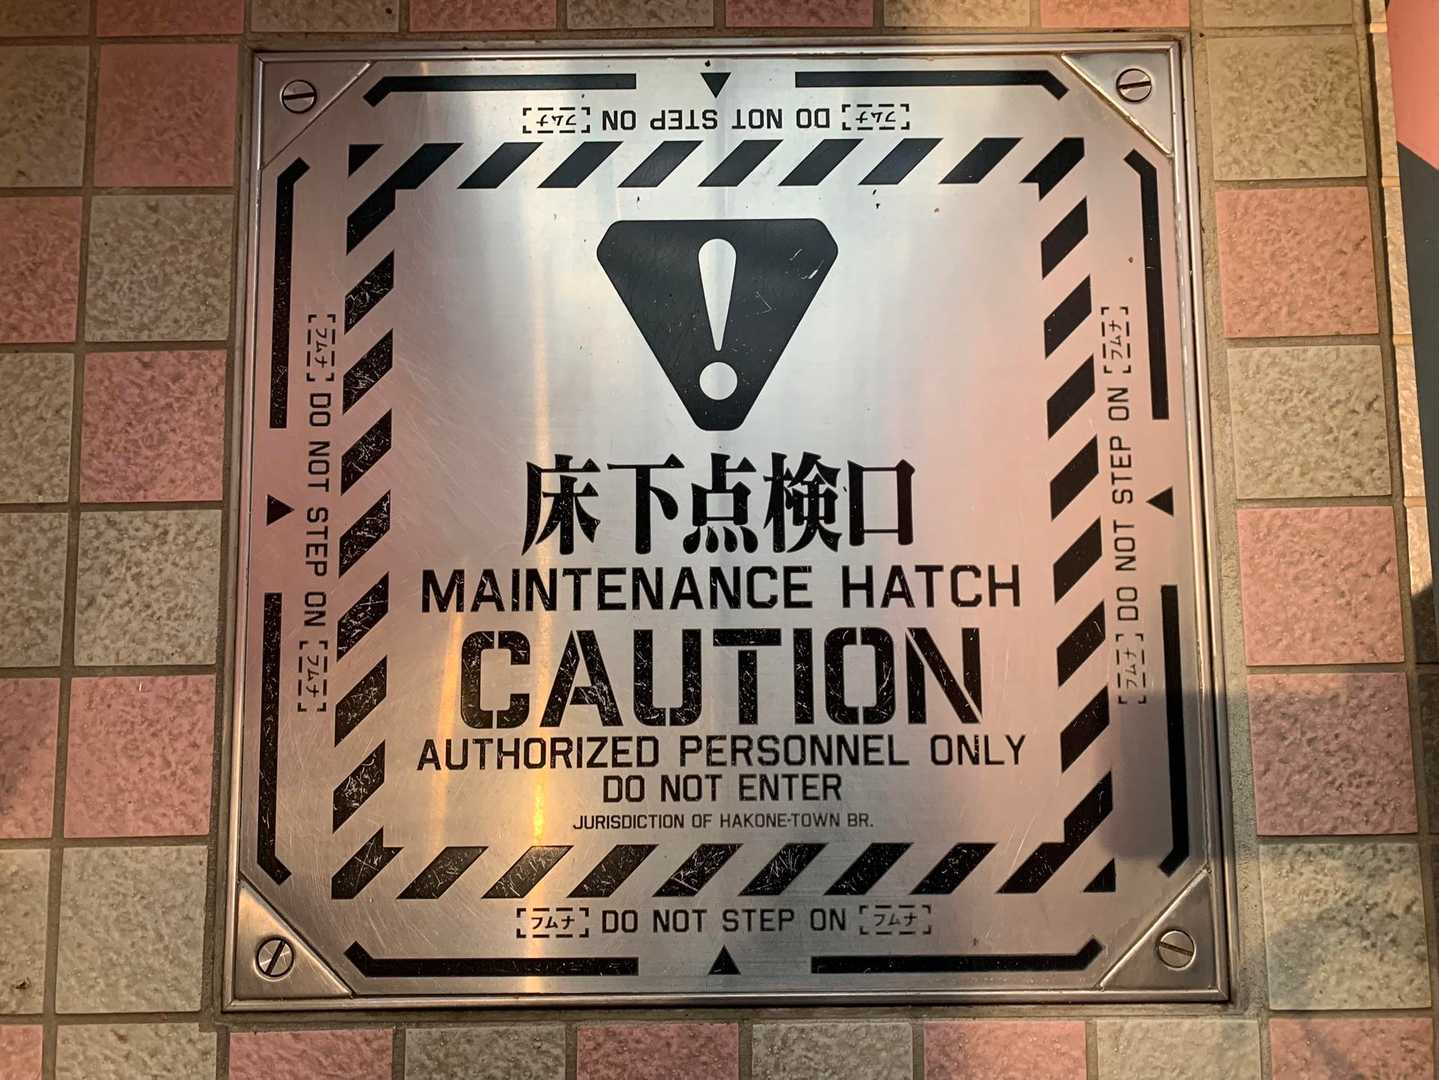 フムナ DO NOT STEP ON フムナ
フムナ DO NOT STEP ON フムナ
フムナ DO NOT STEP ON フムナ
床下点検口
MAINTENANCE HATCH
CAUTION
AUTHORIZED PERSONNEL ONLY
DO NOT ENTER
JURISDICTION OF HAKONE-TOWN BR.
フムナ DO NOT STEP ON フムナ